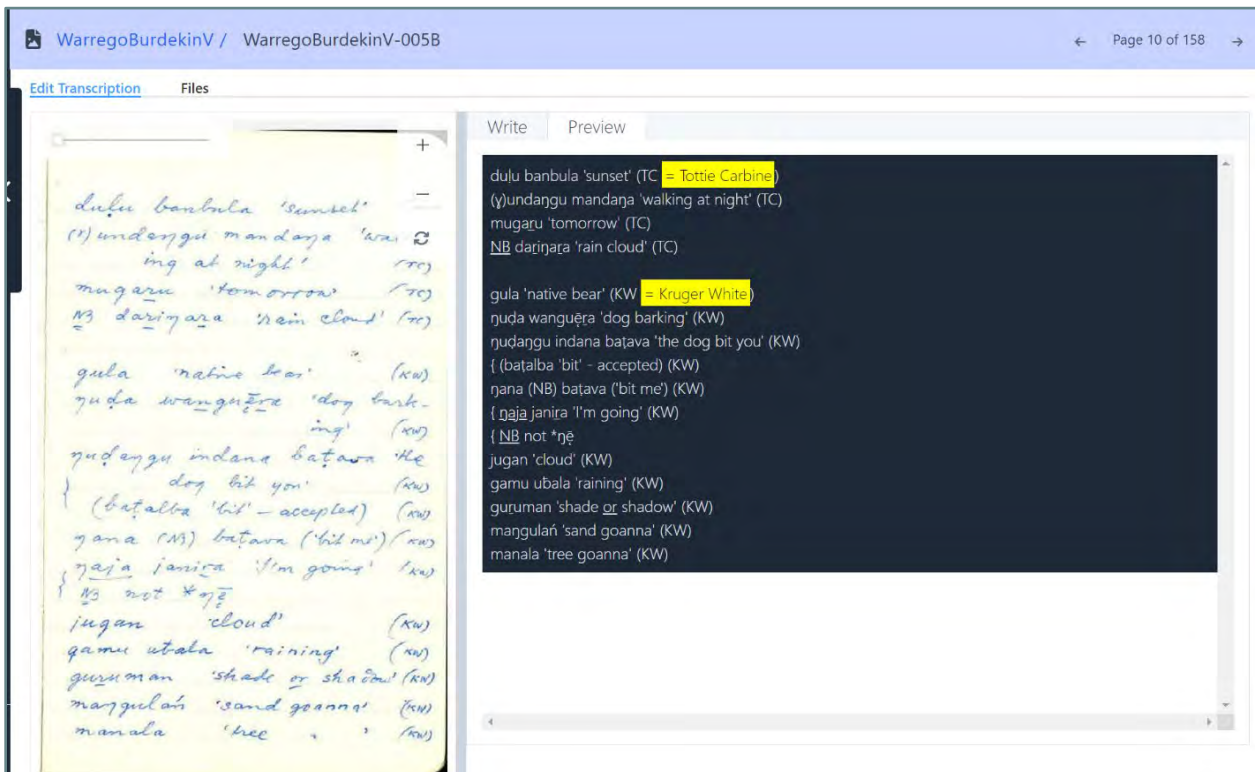 WarregoBurdekinV / WarregoBurdekinV-005B
← Page 10 of 158 →
Edit Transcription Files
duḷu banbula 'sunset'
(ɣ)undaŋgu mandaŋa 'wa
ing at night' (TC)
mugaṟu 'tomorrow' (TC)
NB daṟiŋaṟa 'rain cloud' (TC)
gula 'native bear' (KW)
ŋuḍa wanguēṟa 'dog bark-
ing' (KW)
ŋuḍaŋgu indana baṭava 'the
dog bit you' (KW)
{ (baṭalba 'bit' – accepted) (KW)
ŋana (NB) baṭava ('bit me') (KW)
{ ŋaja janiṟa 'I'm going' (KW)
{ NB not *ŋē
jugan 'cloud' (KW)
gamu ubala 'raining' (KW)
guṟuman 'shade or shadow' (KW)
maŋgulań 'sand goanna' (KW)
manala 'tree " ' (KW)
Write Preview
duḷu banbula 'sunset' (TC = Tottie Carbine)
(ɣ)undaŋgu mandaŋa 'walking at night' (TC)
mugaṟu 'tomorrow' (TC)
NB daṟiŋaṟa 'rain cloud' (TC)
gula 'native bear' (KW = Kruger White)
ŋuḍa wanguēṟa 'dog barking' (KW)
ŋuḍaŋgu indana baṭava 'the dog bit you' (KW)
{ (baṭalba 'bit' - accepted) (KW)
ŋana (NB) baṭava ('bit me') (KW)
{ ŋaja janiṟa 'I'm going' (KW)
{ NB not *ŋē
jugan 'cloud' (KW)
gamu ubala 'raining' (KW)
guṟuman 'shade or shadow' (KW)
maŋgulań 'sand goanna' (KW)
manala 'tree goanna' (KW)